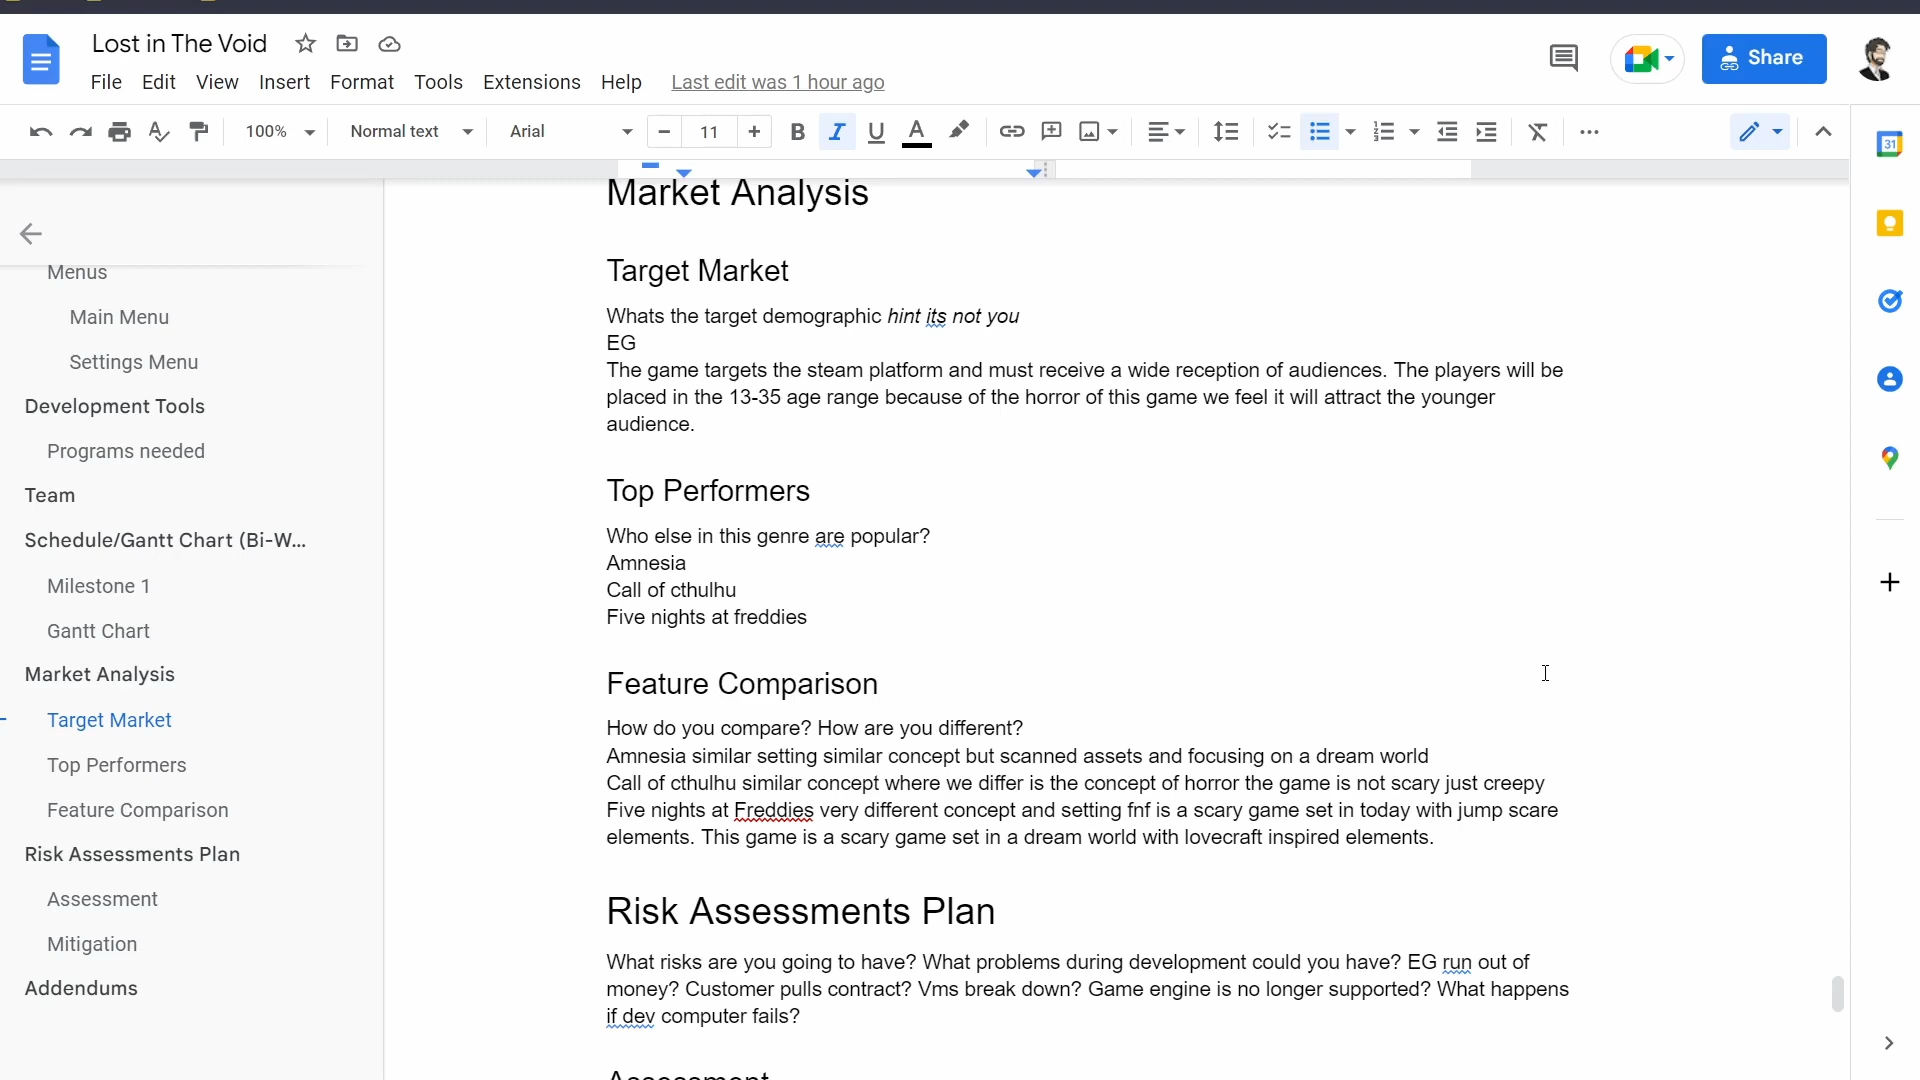 Lost in The Void
File Edit View Insert Format Tools Extensions Help Last edit was 1 hour ago
Share
100% Normal text Arial 11
31
Menus
Main Menu
Settings Menu
Development Tools
Programs needed
Team
Schedule/Gantt Chart (Bi-W...
Milestone 1
Gantt Chart
Market Analysis
Target Market
Top Performers
Feature Comparison
Risk Assessments Plan
Assessment
Mitigation
Addendums
Market Analysis
Target Market
Whats the target demographic hint its not you
EG
The game targets the steam platform and must receive a wide reception of audiences. The players will be
placed in the 13-35 age range because of the horror of this game we feel it will attract the younger
audience.
Top Performers
Who else in this genre are popular?
Amnesia
Call of cthulhu
Five nights at freddies
Feature Comparison
How do you compare? How are you different?
Amnesia similar setting similar concept but scanned assets and focusing on a dream world
Call of cthulhu similar concept where we differ is the concept of horror the game is not scary just creepy
Five nights at Freddies very different concept and setting fnf is a scary game set in today with jump scare
elements. This game is a scary game set in a dream world with lovecraft inspired elements.
Risk Assessments Plan
What risks are you going to have? What problems during development could you have? EG run out of
money? Customer pulls contract? Vms break down? Game engine is no longer supported? What happens
if dev computer fails?
Assessment